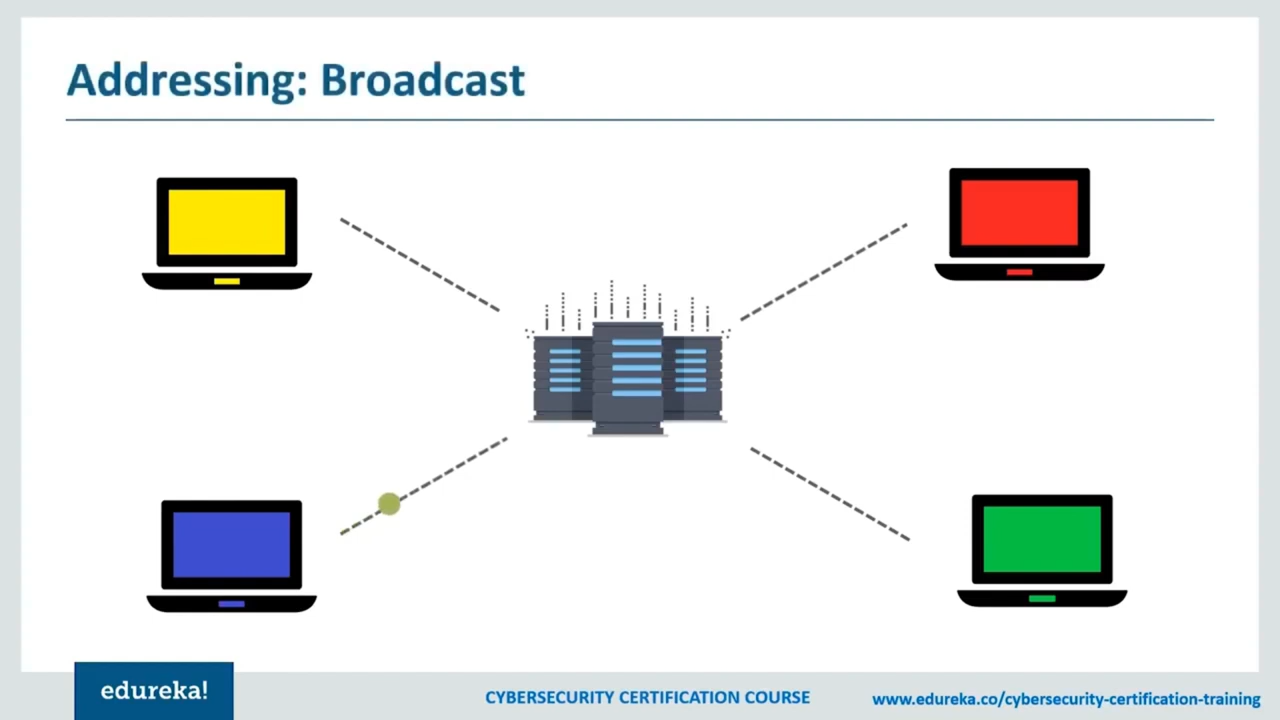 Addressing: Broadcast
edureka!
CYBERSECURITY CERTIFICATION COURSE
www.edureka.co/cybersecurity-certification-training